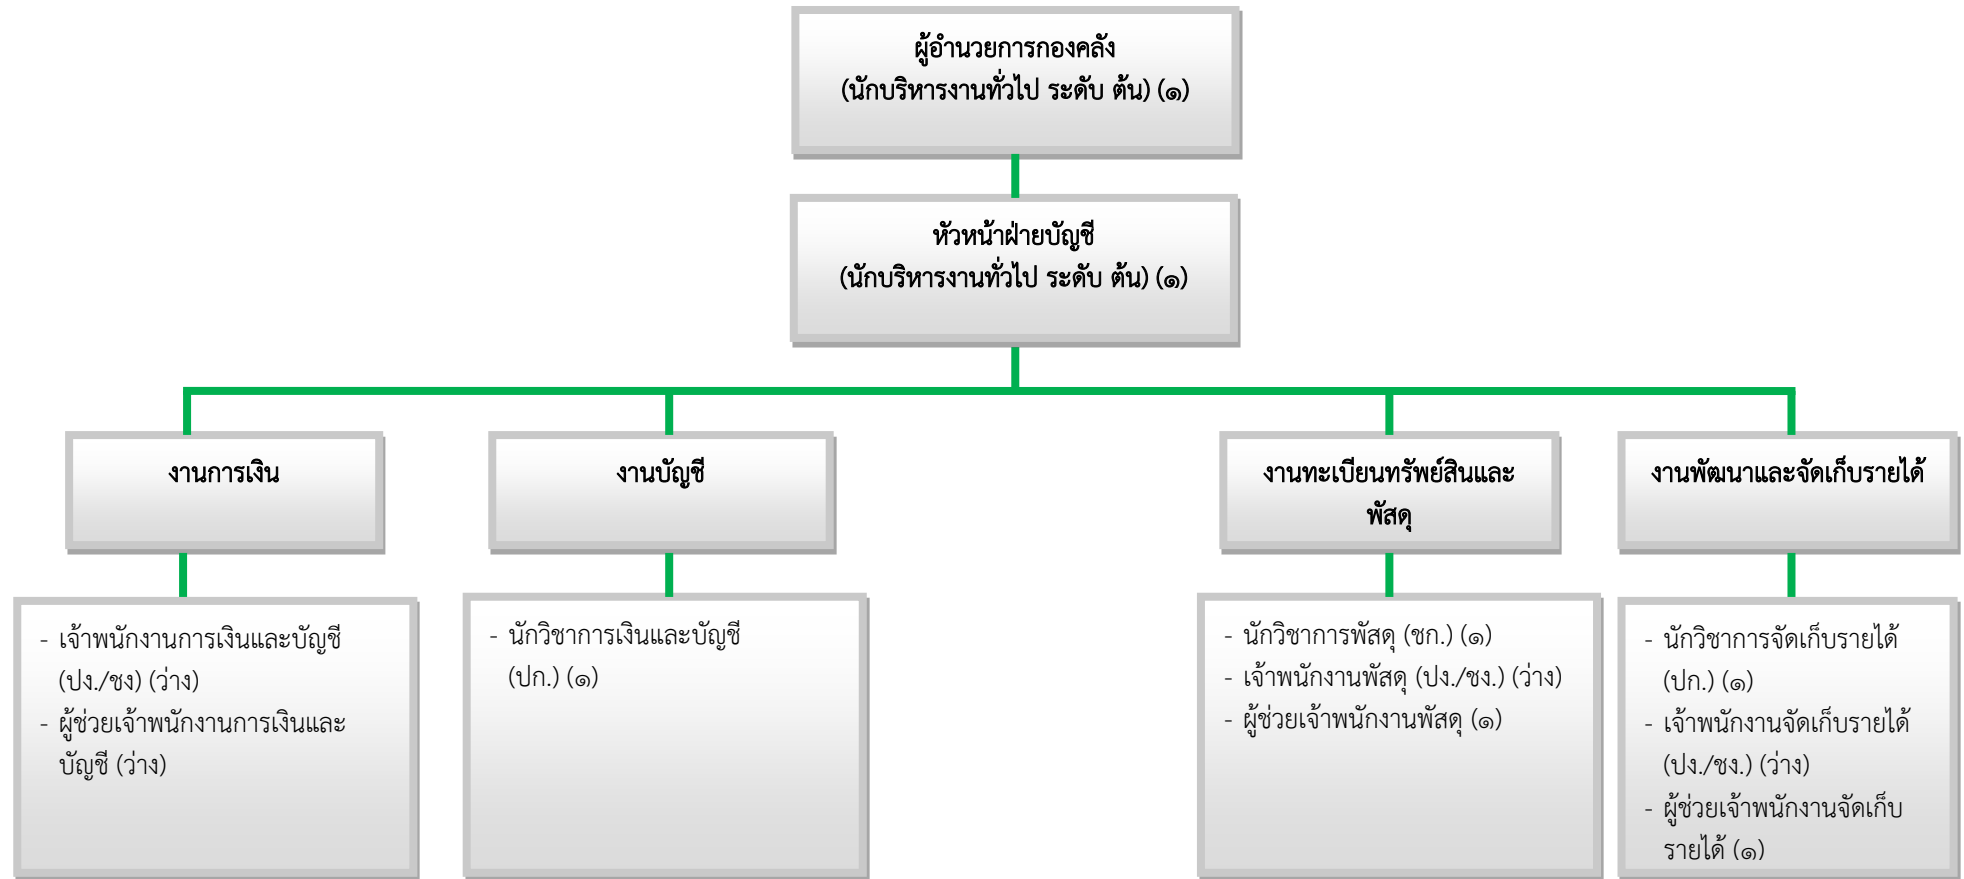 ผู้อำนวยการกองคลัง
(นักบริหารงานทั่วไป ระดับ ต้น) (๑)
หัวหน้าฝ่ายบัญชี
(นักบริหารงานทั่วไป ระดับ ต้น) (๑)
งานการเงิน
งานบัญชี
งานทะเบียนทรัพย์สินและ
พัสดุ
งานพัฒนาและจัดเก็บรายได้
- เจ้าพนักงานการเงินและบัญชี
(ปง./ชง) (ว่าง)
- ผู้ช่วยเจ้าพนักงานการเงินและ
บัญชี (ว่าง)
- นักวิชาการเงินและบัญชี
(ปก.) (๑)
- นักวิชาการพัสดุ (ชก.) (๑)
- เจ้าพนักงานพัสดุ (ปง./ชง.) (ว่าง)
- ผู้ช่วยเจ้าพนักงานพัสดุ (๑)
- นักวิชาการจัดเก็บรายได้
(ปก.) (๑)
- เจ้าพนักงานจัดเก็บรายได้
(ปง./ชง.) (ว่าง)
- ผู้ช่วยเจ้าพนักงานจัดเก็บ
รายได้ (๑)